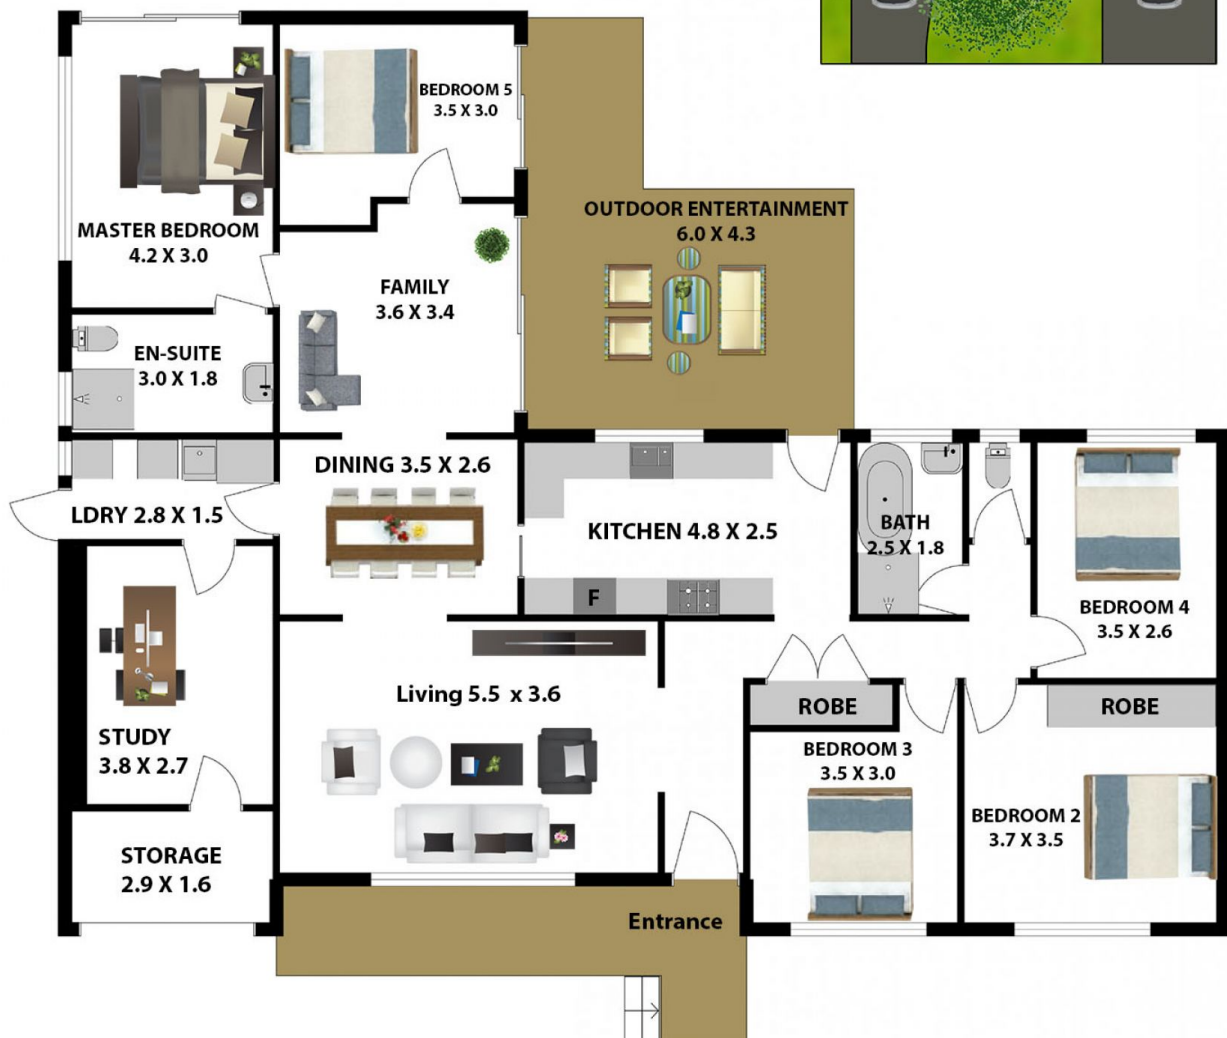 BEDROOM 5
3.5 X 3.0
MASTER BEDROOM
4.2 X 3.0
OUTDOOR ENTERTAINMENT
6.0 X 4.3
FAMILY
3.6 X 3.4
EN-SUITE
3.0 X 1.8
DINING 3.5 X 2.6
LDRY 2.8 X 1.5
KITCHEN 4.8 X 2.5
BATH
2.5 X 1.8
F
BEDROOM 4
3.5 X 2.6
Living 5.5 x 3.6
ROBE
ROBE
STUDY
3.8 X 2.7
BEDROOM 3
3.5 X 3.0
BEDROOM 2
3.7 X 3.5
STORAGE
2.9 X 1.6
Entrance